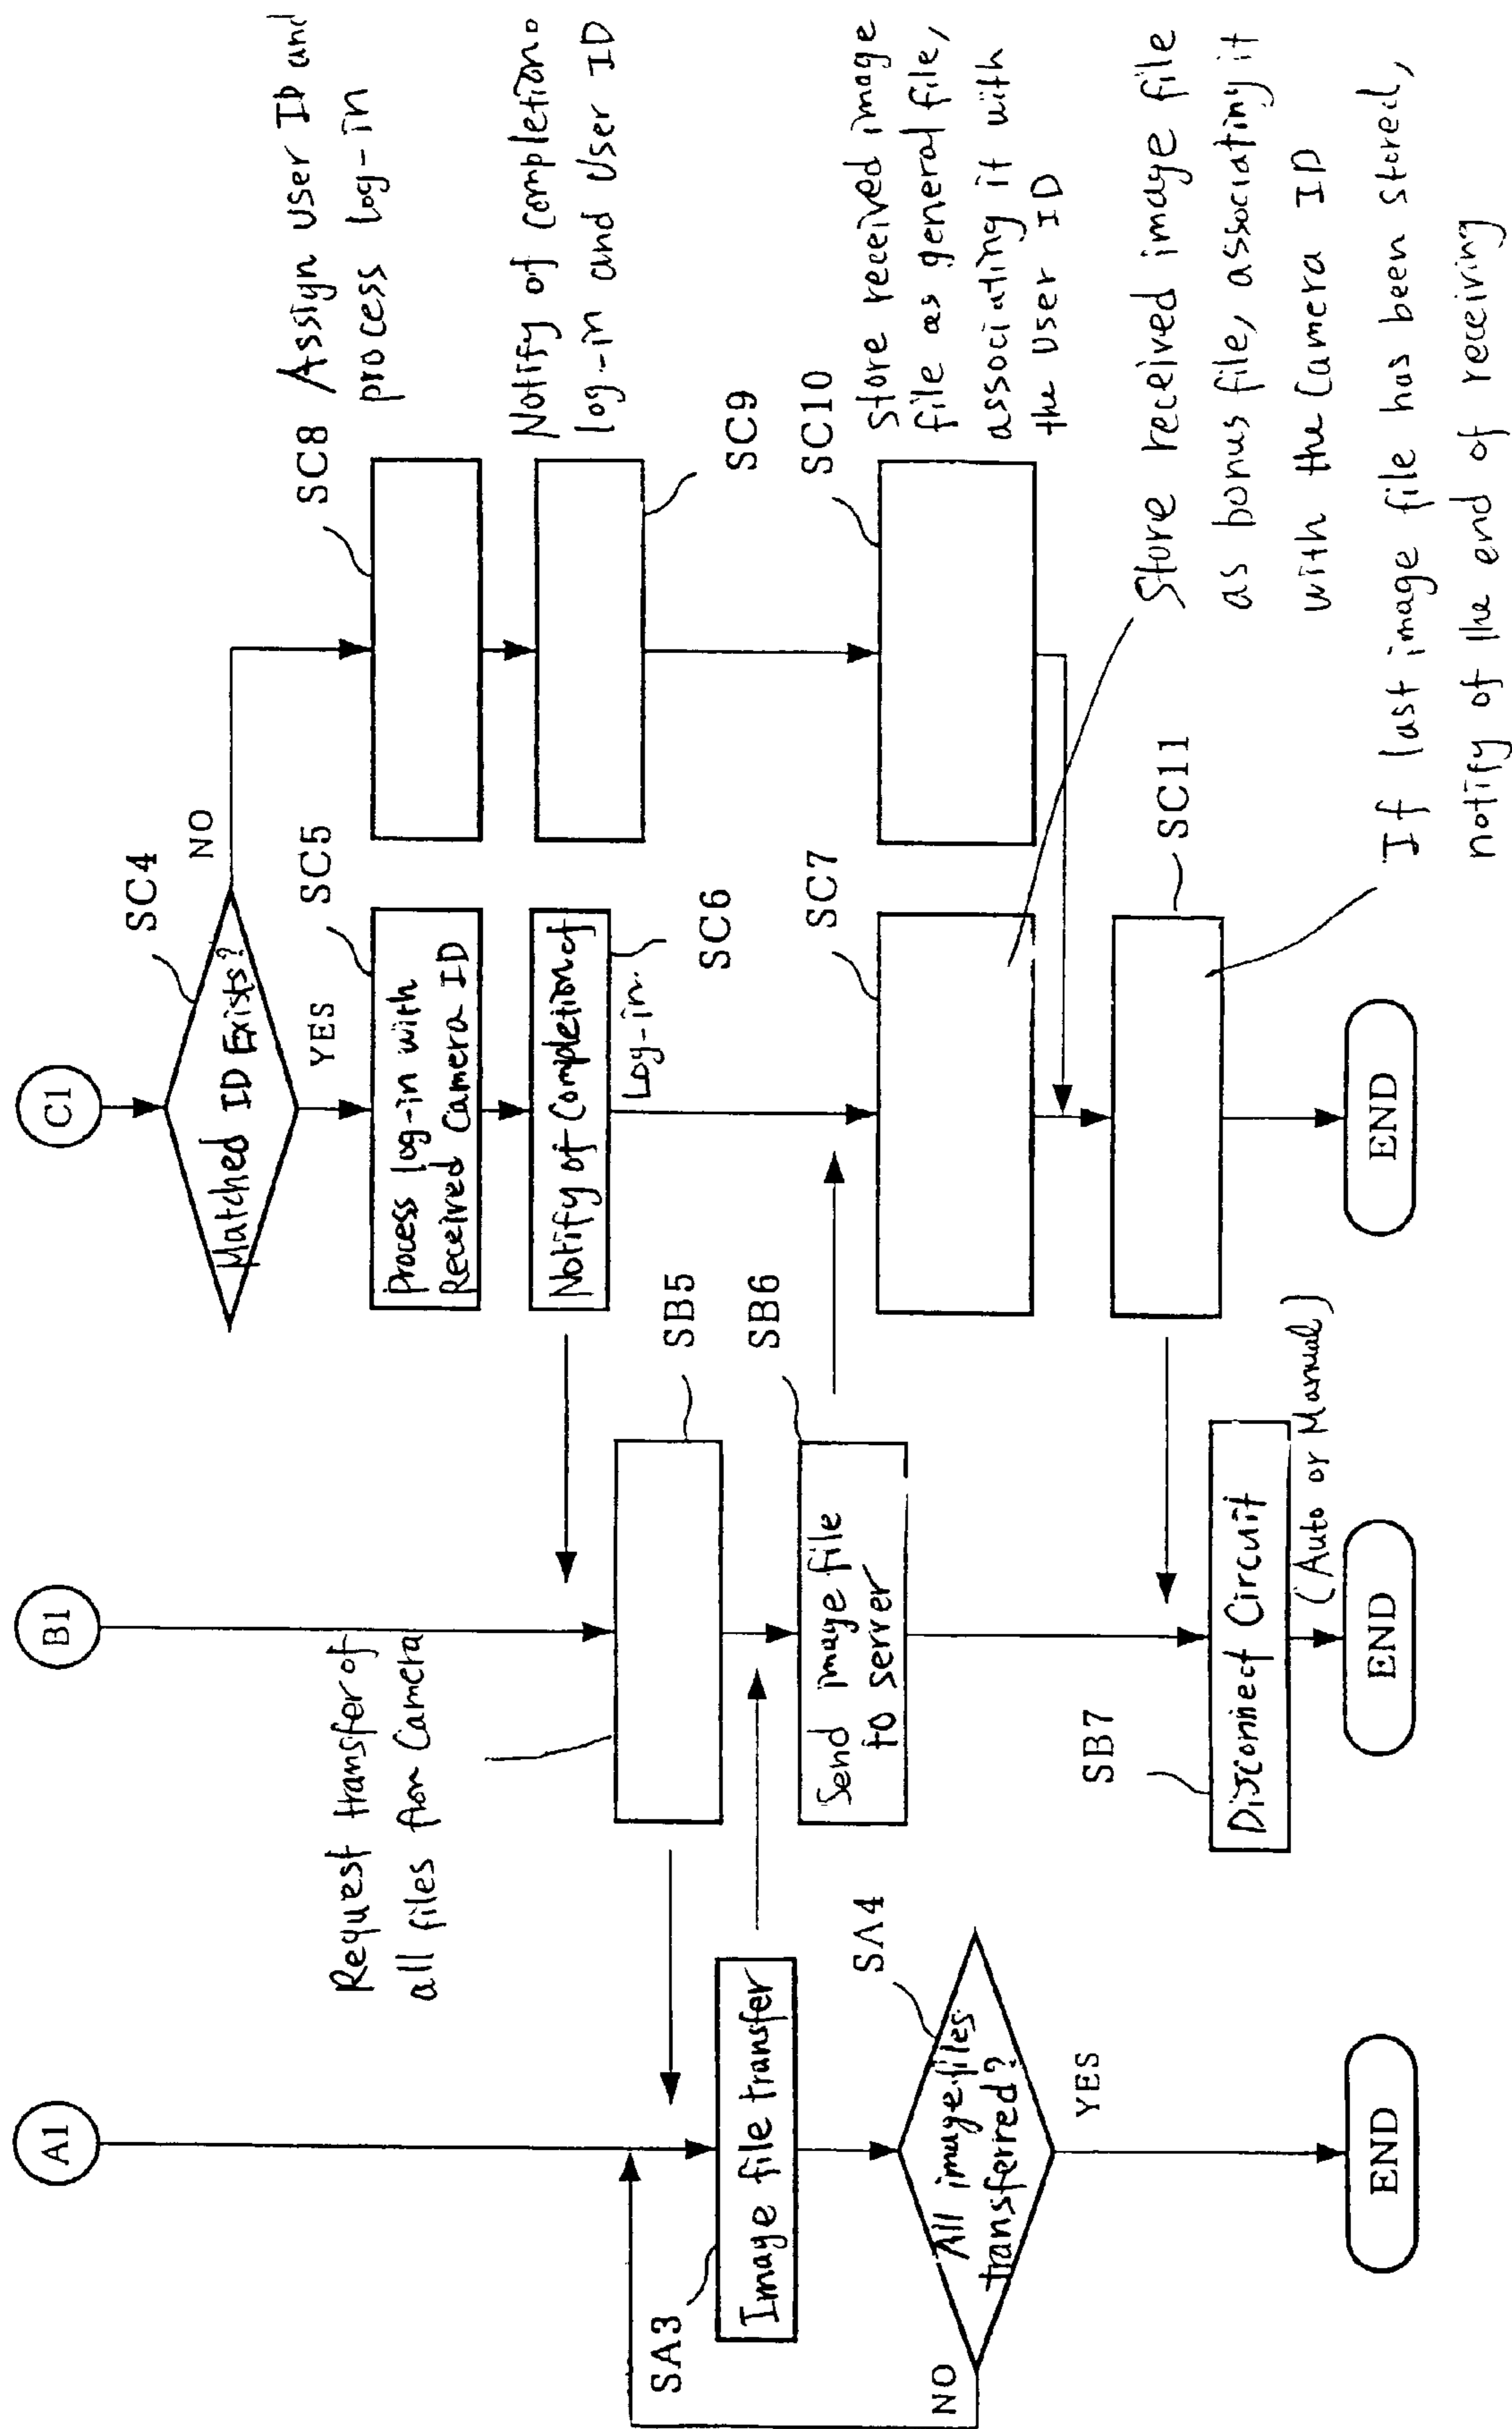 A1
SA3
Image file transfer
SA4
All image files
transferred?
NO
YES
END
B1
Request transfer of
all files from Camera
SB5
SB6
Send image file
to server
SB7
Disconnect Circuit
(Auto or Manual)
END
C1
SC4
Matched ID Exists?
YES
NO
SC5
Process log-in with
Received Camera ID
Notify of Completion of
Log-in
SC6
SC7
SC8
Assign User ID and
process log-in
Notify of Completion
log-in and User ID
SC9
SC10
Store received image
file as general file,
associating it with
the User ID
Store received image file
as bonus file, associating it
with the Camera ID
SC11
If last image file has been stored,
notify of the end of receiving
END